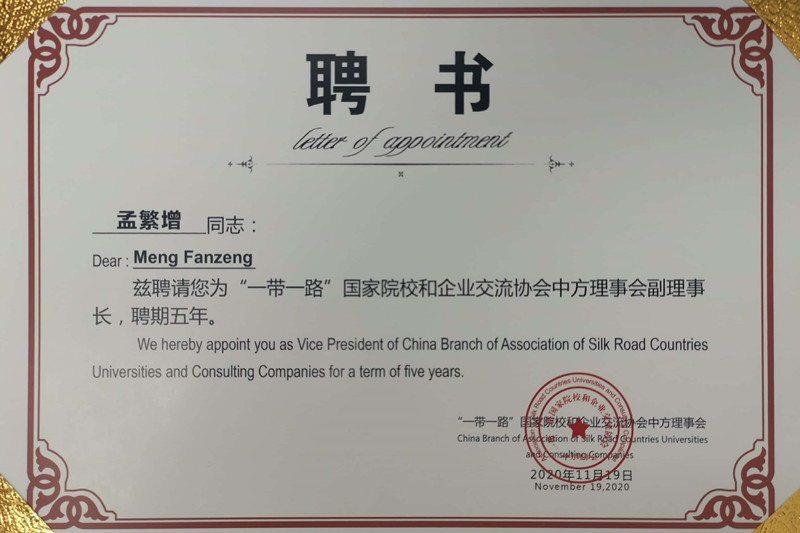 聘 书
letter of appointment
孟繁增 同志：
Dear : Meng Fanzeng
兹聘请您为“一带一路”国家院校和企业交流协会中方理事会副理事
长，聘期五年。
We hereby appoint you as Vice President of China Branch of Association of Silk Road Countries
Universities and Consulting Companies for a term of five years.
“一带一路”国家院校和企业交流协会中方理事会
China Branch of Association of Silk Road Countries Universities
and Consulting Companies
2020年11月19日
November 19,2020